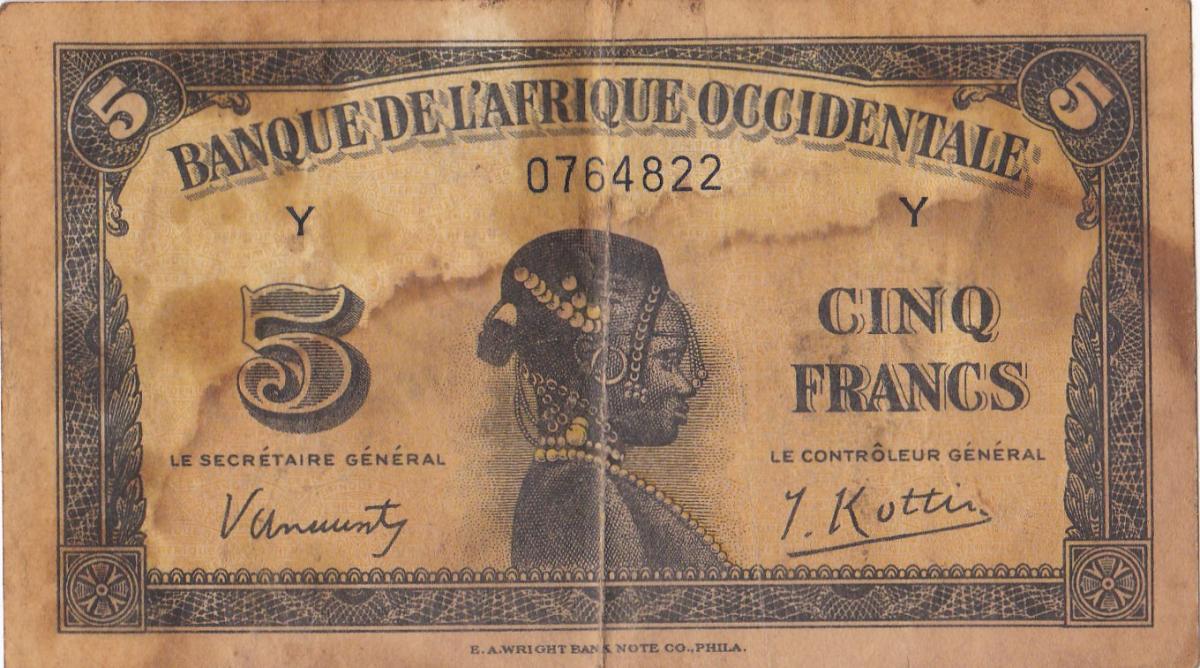 5 5
BANQUE DE L'AFRIQUE OCCIDENTALE
0764822
Y Y
5
CINQ
FRANCS
LE SECRÉTAIRE GÉNÉRAL
LE CONTRÔLEUR GÉNÉRAL
E.A.WRIGHT BANK NOTE CO.,PHILA.